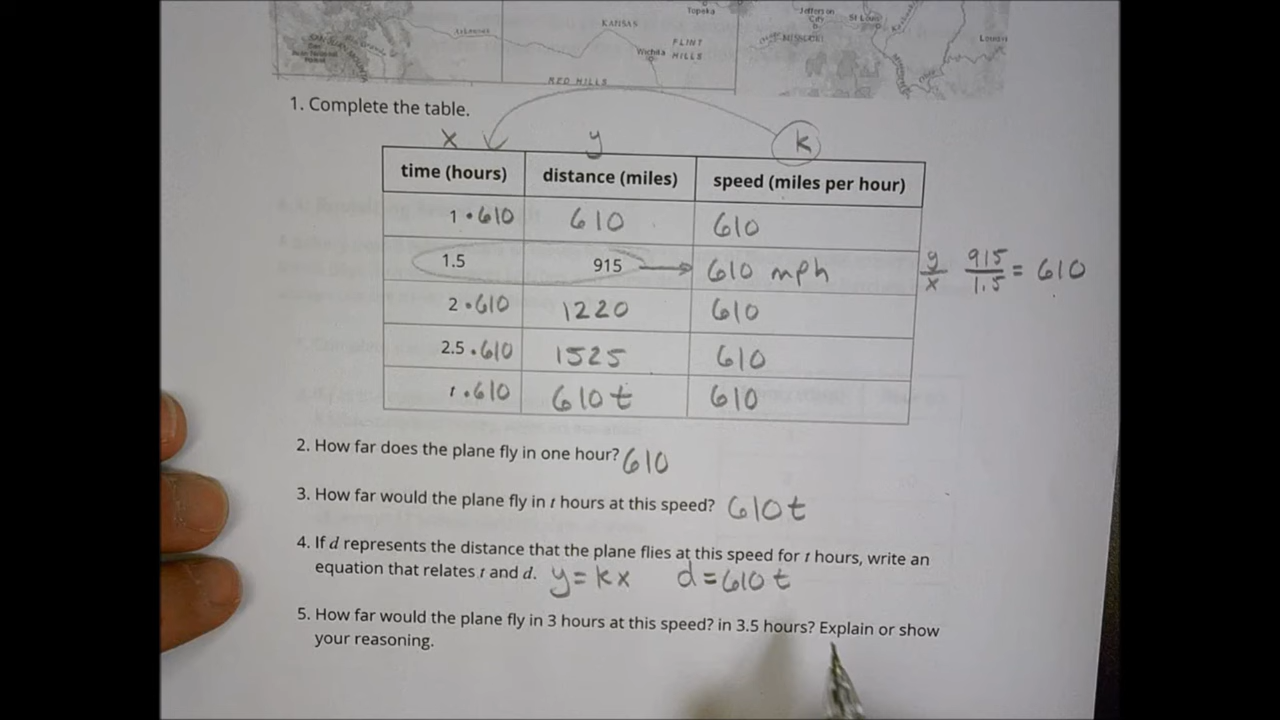 Topeka
Jefferson
City
St Louis
KANSAS
Arkansas
MISSOURI
FLINT
HILLS
Wichita
RED HILLS
1. Complete the table.
x y k
time (hours) distance (miles) speed (miles per hour)
1 • 610 610 610
1.5 915 610 mph y/x 915/1.5 = 610
2 • 610 1220 610
2.5 • 610 1525 610
t • 610 610 t 610
2. How far does the plane fly in one hour? 610
3. How far would the plane fly in t hours at this speed? 610 t
4. If d represents the distance that the plane flies at this speed for t hours, write an
equation that relates t and d. y = kx d = 610 t
5. How far would the plane fly in 3 hours at this speed? in 3.5 hours? Explain or show
your reasoning.